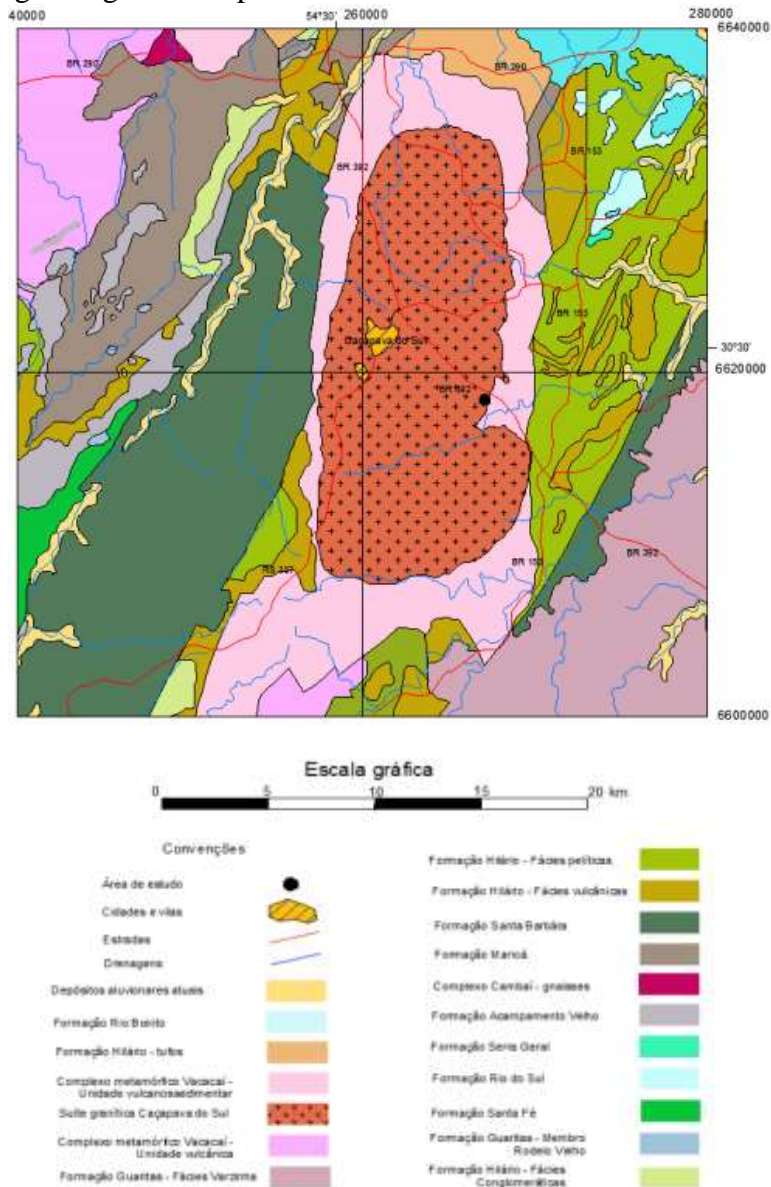 40000
54°30'
260000
280000
6640000
BR 290
BR 290
BR 392
BR 153
BR 153
Caçapava do Sul
30°30'
6620000
BR 392
BR 153
BR 392
6600000
Escala gráfica
0 5 10 15 20 km
Convenções
Área de estudo
Cidades e vilas
Estradas
Drenagens
Depósitos aluvionares atuais
Formação Rio Bonito
Formação Hilário - tufos
Complexo metamórfico Vacacaí -
Unidade vulcanossedimentar
Suíte granítica Caçapava do Sul
Complexo metamórfico Vacacaí -
Unidade vulcânica
Formação Guaritas - Fácies Varzinha
Formação Hilário - Fácies pelíticas
Formação Hilário - Fácies vulcânicas
Formação Santa Barbára
Formação Maricá
Complexo Cambaí - gnaisses
Formação Acampamento Velho
Formação Serra Geral
Formação Rio do Sul
Formação Santa Fé
Formação Guaritas - Membro
Rodeio Velho
Formação Hilário - Fácies
Conglomeráticas